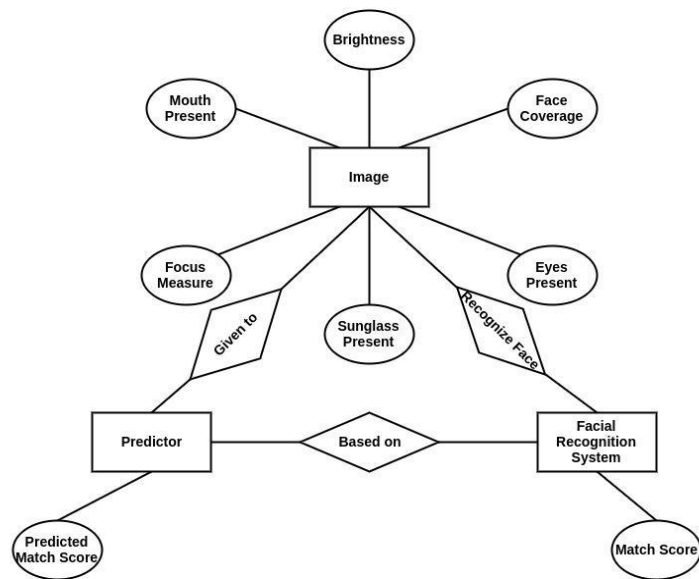 Brightness
Mouth
Present
Face
Coverage
Image
Focus
Measure
Eyes
Present
Given to
Sunglass
Present
Recognize Face
Predictor
Based on
Facial
Recognition
System
Predicted
Match Score
Match Score